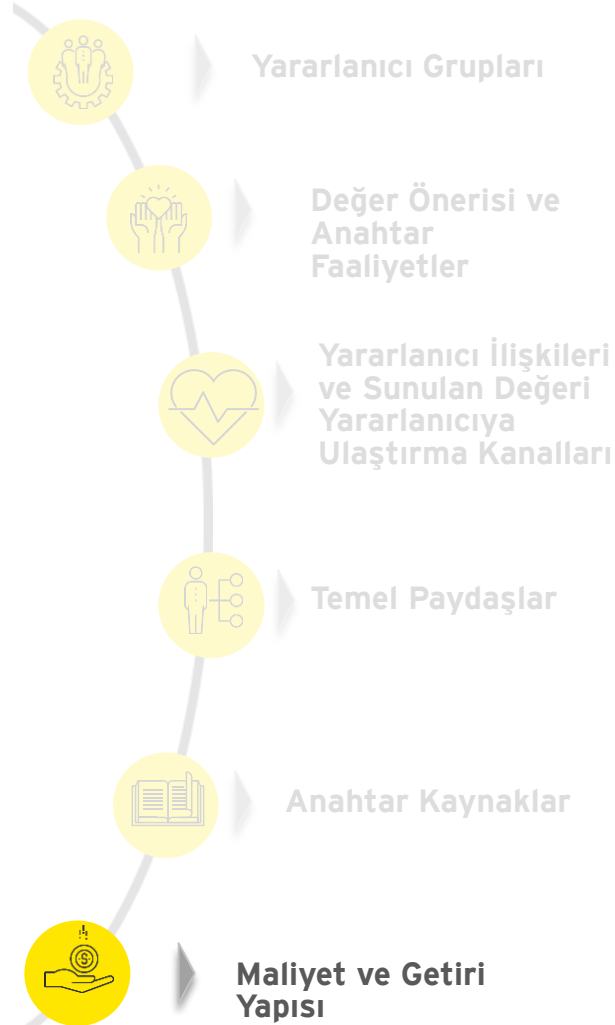 Yararlanıcı Grupları
Değer Önerisi ve
Anahtar
Faaliyetler
Yararlanıcı İlişkileri
ve Sunulan Değeri
Yararlanıcıya
Ulaştırma Kanalları
Temel Paydaşlar
Anahtar Kaynaklar
Maliyet ve Getiri
Yapısı